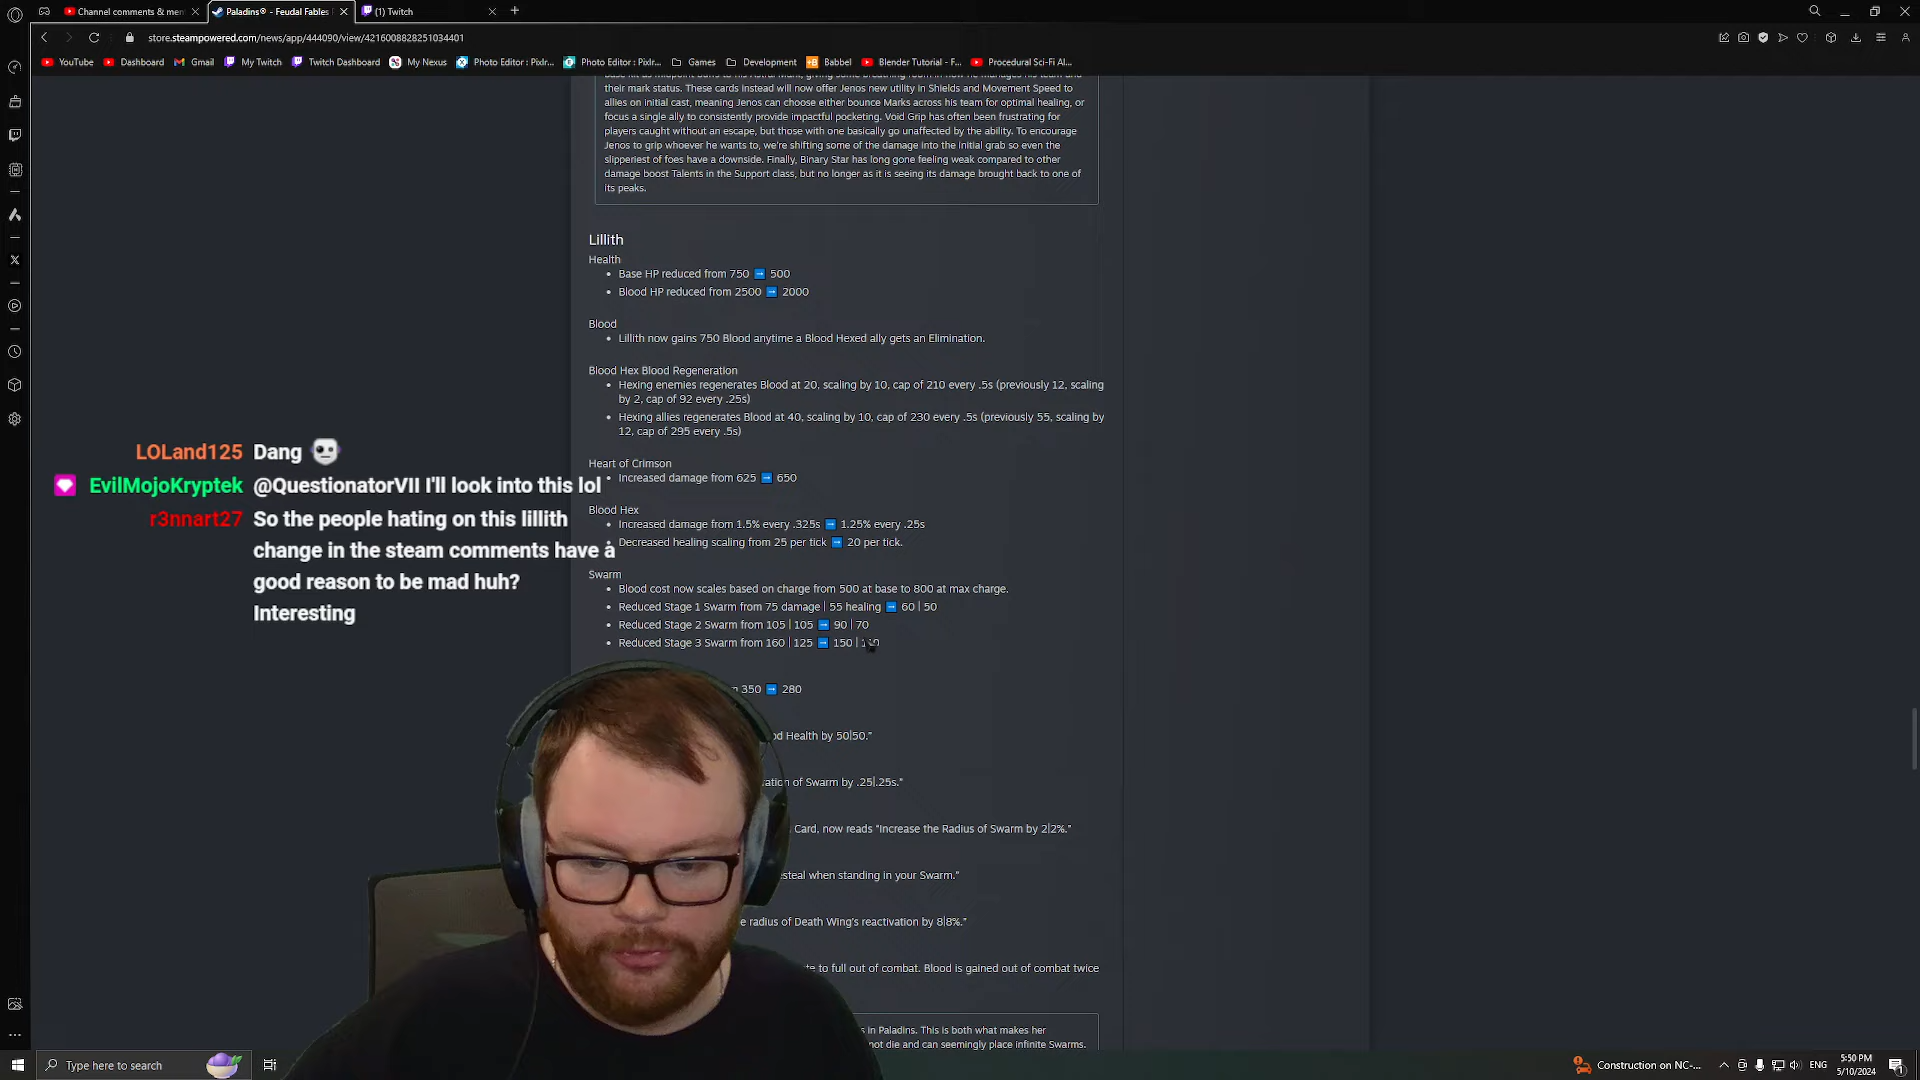 Channel comments & men
Paladins® - Feudal Fables
(1) Twitch
store.steampowered.com/news/app/444090/view/4216008828251034401
YouTube Dashboard Gmail My Twitch Twitch Dashboard My Nexus Photo Editor : Pixlr... Photo Editor : Pixlr... Games Development Babbel Blender Tutorial - F... Procedural Sci-Fi Al...
their mark status. These cards instead will now offer Jenos new utility in Shields and Movement Speed to
allies on initial cast, meaning Jenos can choose either bounce Marks across his team for optimal healing, or
focus a single ally to consistently provide impactful pocketing. Void Grip has often been frustrating for
players caught without an escape, but those with one basically go unaffected by the ability. To encourage
Jenos to grip whoever he wants to, we're shifting some of the damage into the initial grab so even the
slipperiest of foes have a downside. Finally, Binary Star has long gone feeling weak compared to other
damage boost Talents in the Support class, but no longer as it is seeing its damage brought back to one of
its peaks.
Lillith
Health
• Base HP reduced from 750 ➡ 500
• Blood HP reduced from 2500 ➡ 2000
Blood
• Lillith now gains 750 Blood anytime a Blood Hexed ally gets an Elimination.
Blood Hex Blood Regeneration
• Hexing enemies regenerates Blood at 20, scaling by 10, cap of 210 every .5s (previously 12, scaling
by 2, cap of 92 every .25s)
• Hexing allies regenerates Blood at 40, scaling by 10, cap of 230 every .5s (previously 55, scaling by
12, cap of 295 every .5s)
Heart of Crimson
• Increased damage from 625 ➡ 650
Blood Hex
• Increased damage from 1.5% every .325s ➡ 1.25% every .25s
• Decreased healing scaling from 25 per tick ➡ 20 per tick.
Swarm
• Blood cost now scales based on charge from 500 at base to 800 at max charge.
• Reduced Stage 1 Swarm from 75 damage | 55 healing ➡ 60 | 50
• Reduced Stage 2 Swarm from 105 | 105 ➡ 90 | 70
• Reduced Stage 3 Swarm from 160 | 125 ➡ 150 |
350 ➡ 280
Health by 50|50."
of Swarm by .25|.25s."
Card, now reads "Increase the Radius of Swarm by 2|2%."
when standing in your Swarm."
radius of Death Wing's reactivation by 8|8%."
to full out of combat. Blood is gained out of combat twice
in Paladins. This is both what makes her
not die and can seemingly place infinite Swarms.
LOLand125 Dang
EvilMojoKryptek @QuestionatorVII I'll look into this lol
r3nnart27 So the people hating on this lillith
change in the steam comments have a
good reason to be mad huh?
Interesting
Type here to search
Construction on NC-...
ENG
5:50 PM
5/10/2024